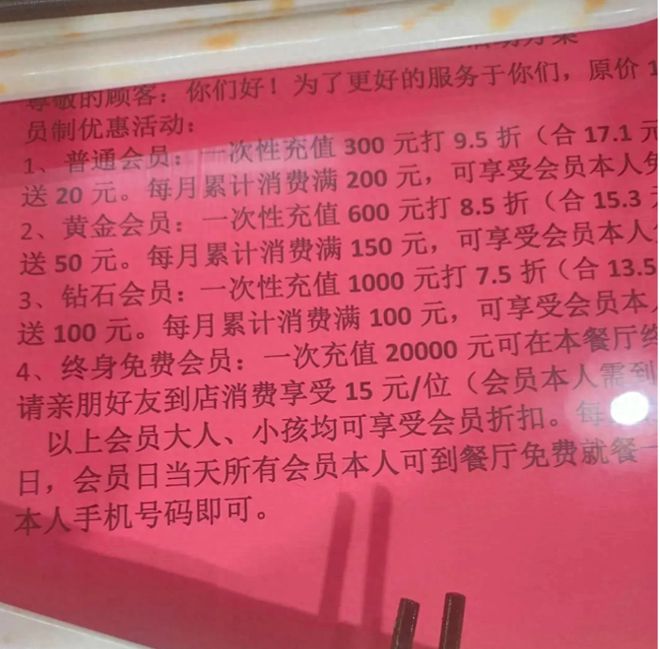 尊敬的顾客：你们好！为了更好的服务于你们，原价 1
员制优惠活动：
1、普通会员：一次性充值 300 元打 9.5 折（合 17.1 元
送 20 元。每月累计消费满 200 元，可享受会员本人免
2、黄金会员：一次性充值 600 元打 8.5 折（合 15.3
送 50 元。每月累计消费满 150 元，可享受会员本人
3、钻石会员：一次性充值 1000 元打 7.5 折（合 13.5
送 100 元。每月累计消费满 100 元，可享受会员本
4、终身免费会员：一次充值 20000 元可在本餐厅终
请亲朋好友到店消费享受 15 元/位（会员本人需到
以上会员大人、小孩均可享受会员折扣。每
日，会员日当天所有会员本人可到餐厅免费就餐一
本人手机号码即可。